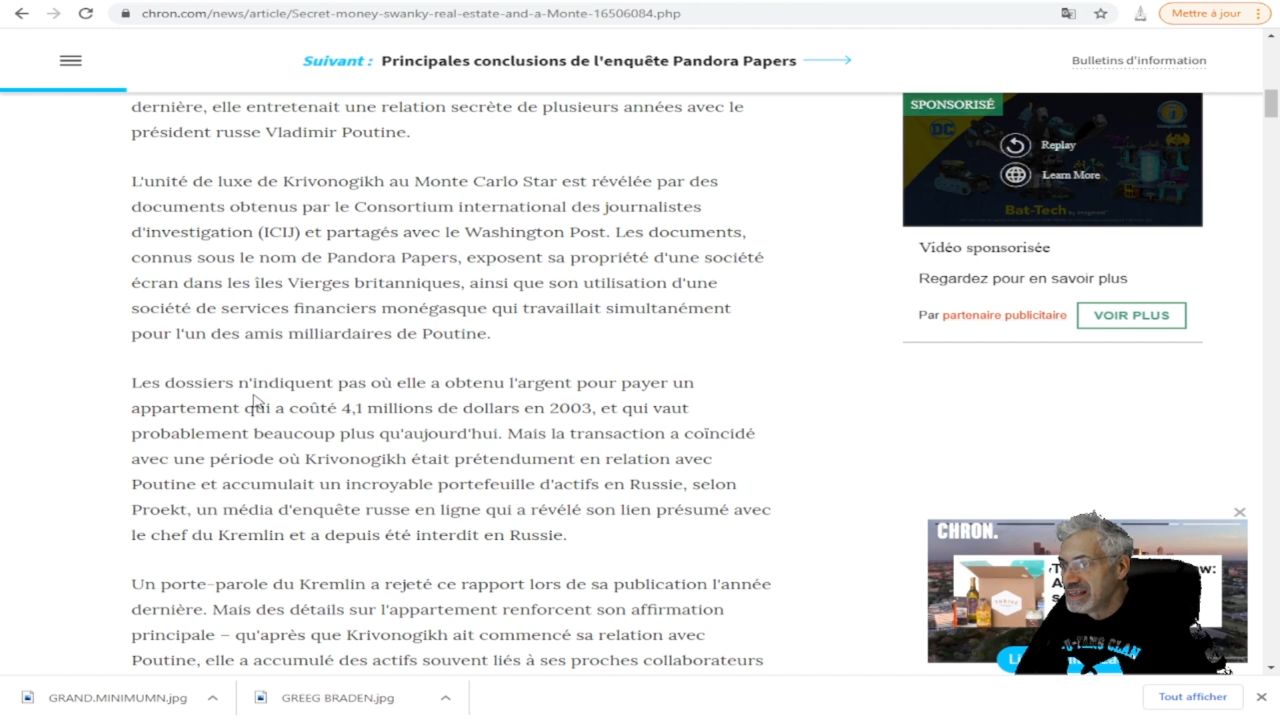 chron.com/news/article/Secret-money-swanky-real-estate-and-a-Monte-16506084.php
Mettre à jour
Suivant : Principales conclusions de l'enquête Pandora Papers
Bulletins d'information
dernière, elle entretenait une relation secrète de plusieurs années avec le
président russe Vladimir Poutine.
L'unité de luxe de Krivonogikh au Monte Carlo Star est révélée par des
documents obtenus par le Consortium international des journalistes
d'investigation (ICIJ) et partagés avec le Washington Post. Les documents,
connus sous le nom de Pandora Papers, exposent sa propriété d'une société
écran dans les îles Vierges britanniques, ainsi que son utilisation d'une
société de services financiers monégasque qui travaillait simultanément
pour l'un des amis milliardaires de Poutine.
Les dossiers n'indiquent pas où elle a obtenu l'argent pour payer un
appartement qui a coûté 4,1 millions de dollars en 2003, et qui vaut
probablement beaucoup plus qu'aujourd'hui. Mais la transaction a coïncidé
avec une période où Krivonogikh était prétendument en relation avec
Poutine et accumulait un incroyable portefeuille d'actifs en Russie, selon
Proekt, un média d'enquête russe en ligne qui a révélé son lien présumé avec
le chef du Kremlin et a depuis été interdit en Russie.
Un porte-parole du Kremlin a rejeté ce rapport lors de sa publication l'année
dernière. Mais des détails sur l'appartement renforcent son affirmation
principale – qu'après que Krivonogikh ait commencé sa relation avec
Poutine, elle a accumulé des actifs souvent liés à ses proches collaborateurs
SPONSORISÉ
DC
Replay
Learn More
Bat-Tech
Vidéo sponsorisée
Regardez pour en savoir plus
Par partenaire publicitaire
VOIR PLUS
CHRON.
CLAN
GRAND.MINIMUMN.jpg
GREEG BRADEN.jpg
Tout afficher